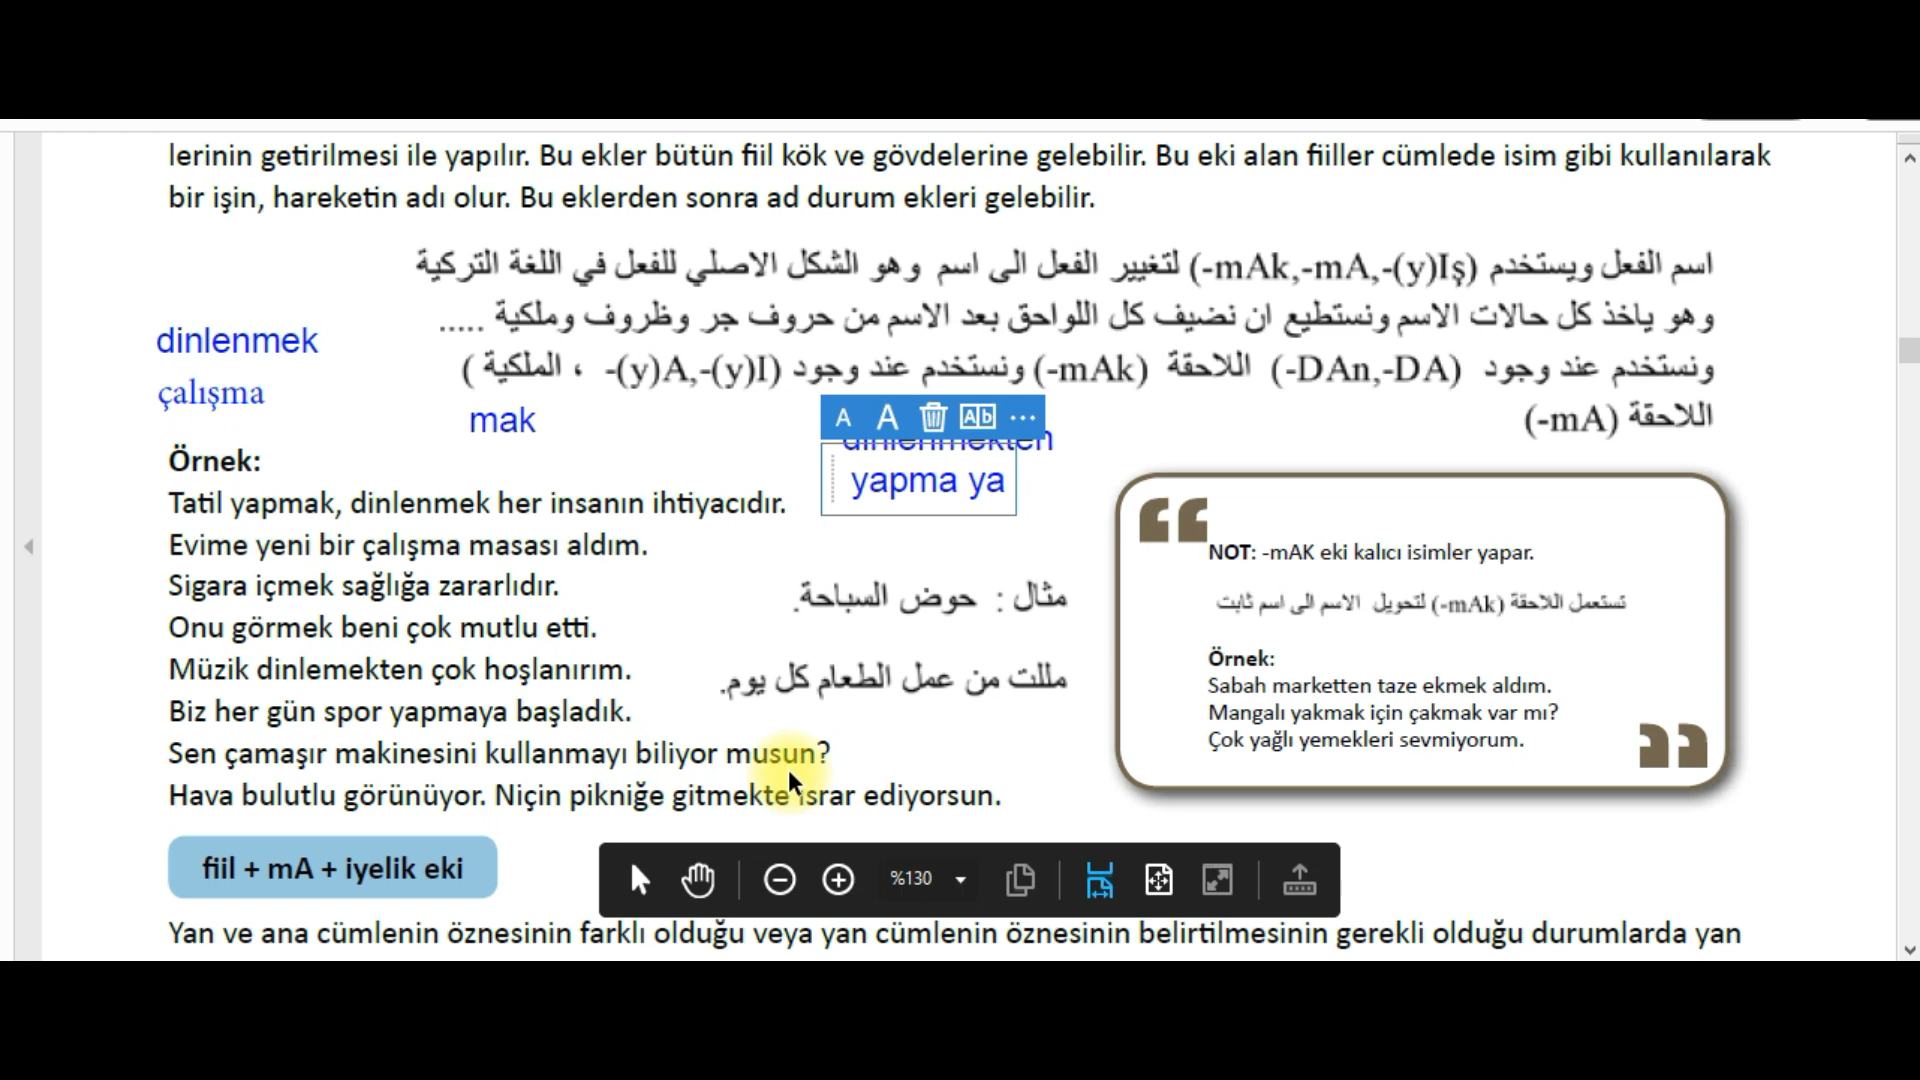 lerinin getirilmesi ile yapılır. Bu ekler bütün fiil kök ve gövdelerine gelebilir. Bu eki alan fiiller cümlede isim gibi kullanılarak
bir işin, hareketin adı olur. Bu eklerden sonra ad durum ekleri gelebilir.
اسم الفعل ويستخدم (-mAk,-mA,-(y)Iş) لتغيير الفعل الى اسم وهو الشكل الاصلي للفعل في اللغة التركية
وهو ياخذ كل حالات الاسم ونستطيع ان نضيف كل اللواحق بعد الاسم من حروف جر وظروف وملكية .....
ونستخدم عند وجود (-DAn,-DA) اللاحقة (-mAk) ونستخدم عند وجود (-(y)A,-(y)I ، الملكية )
اللاحقة (-mA)
dinlenmek
çalışma
mak
dinlenmekten
yapma ya
Örnek:
Tatil yapmak, dinlenmek her insanın ihtiyacıdır.
Evime yeni bir çalışma masası aldım.
Sigara içmek sağlığa zararlıdır.
Onu görmek beni çok mutlu etti.
Müzik dinlemekten çok hoşlanırım.
Biz her gün spor yapmaya başladık.
Sen çamaşır makinesini kullanmayı biliyor musun?
Hava bulutlu görünüyor. Niçin pikniğe gitmekte ısrar ediyorsun.
مثال : حوض السباحة.
مللت من عمل الطعام كل يوم.
NOT: -mAK eki kalıcı isimler yapar.
تستعمل اللاحقة (-mAk) لتحويل الاسم الى اسم ثابت
Örnek:
Sabah marketten taze ekmek aldım.
Mangalı yakmak için çakmak var mı?
Çok yağlı yemekleri sevmiyorum.
fiil + mA + iyelik eki
%130
Yan ve ana cümlenin öznesinin farklı olduğu veya yan cümlenin öznesinin belirtilmesinin gerekli olduğu durumlarda yan